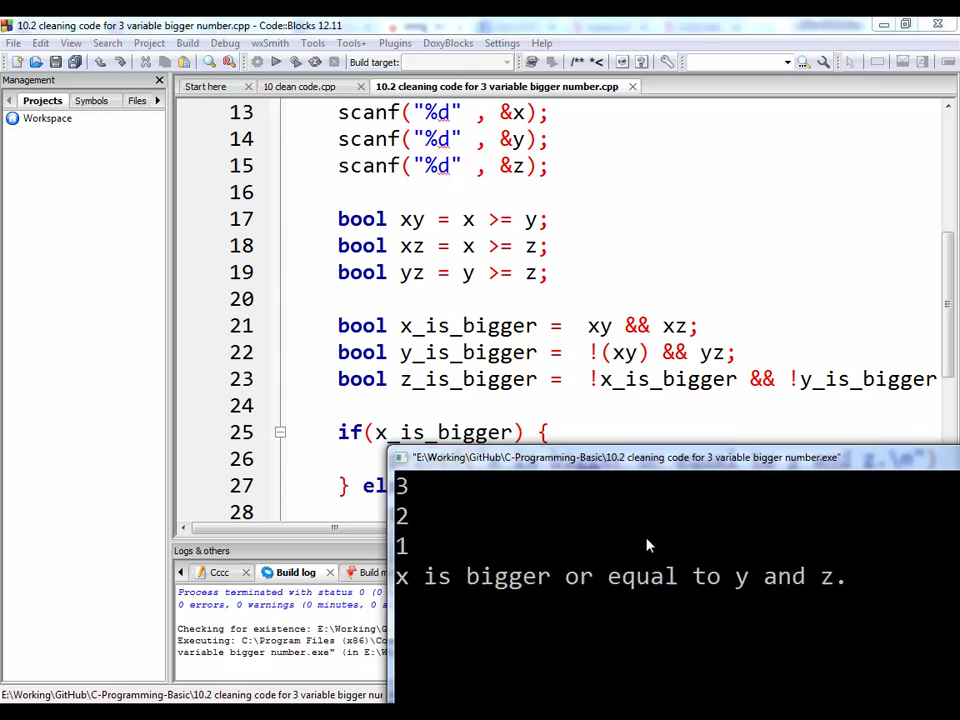 10.2 cleaning code for 3 variable bigger number.cpp - Code::Blocks 12.11
File Edit View Search Project Build Debug wxSmith Tools Tools+ Plugins DoxyBlocks Settings Help
Build target:
/** *<
Management
Projects Symbols Files
Workspace
Start here 10 clean code.cpp 10.2 cleaning code for 3 variable bigger number.cpp
13 scanf("%d" , &x);
14 scanf("%d" , &y);
15 scanf("%d" , &z);
16
17 bool xy = x >= y;
18 bool xz = x >= z;
19 bool yz = y >= z;
20
21 bool x_is_bigger = xy && xz;
22 bool y_is_bigger = !(xy) && yz;
23 bool z_is_bigger = !x_is_bigger && !y_is_bigger
24
25 if(x_is_bigger) {
26
27 } el
28
"E:\Working\GitHub\C-Programming-Basic\10.2 cleaning code for 3 variable bigger number.exe"
3
2
1
x is bigger or equal to y and z.
Logs & others
Cccc Build log Build m
Process terminated with status 0 (0
0 errors, 0 warnings (0 minutes, 0 s
Checking for existence: E:\Working\G
Executing: C:\Program Files (x86)\Co
variable bigger number.exe" (in E:\W
E:\Working\GitHub\C-Programming-Basic\10.2 cleaning code for 3 variable bigger nur